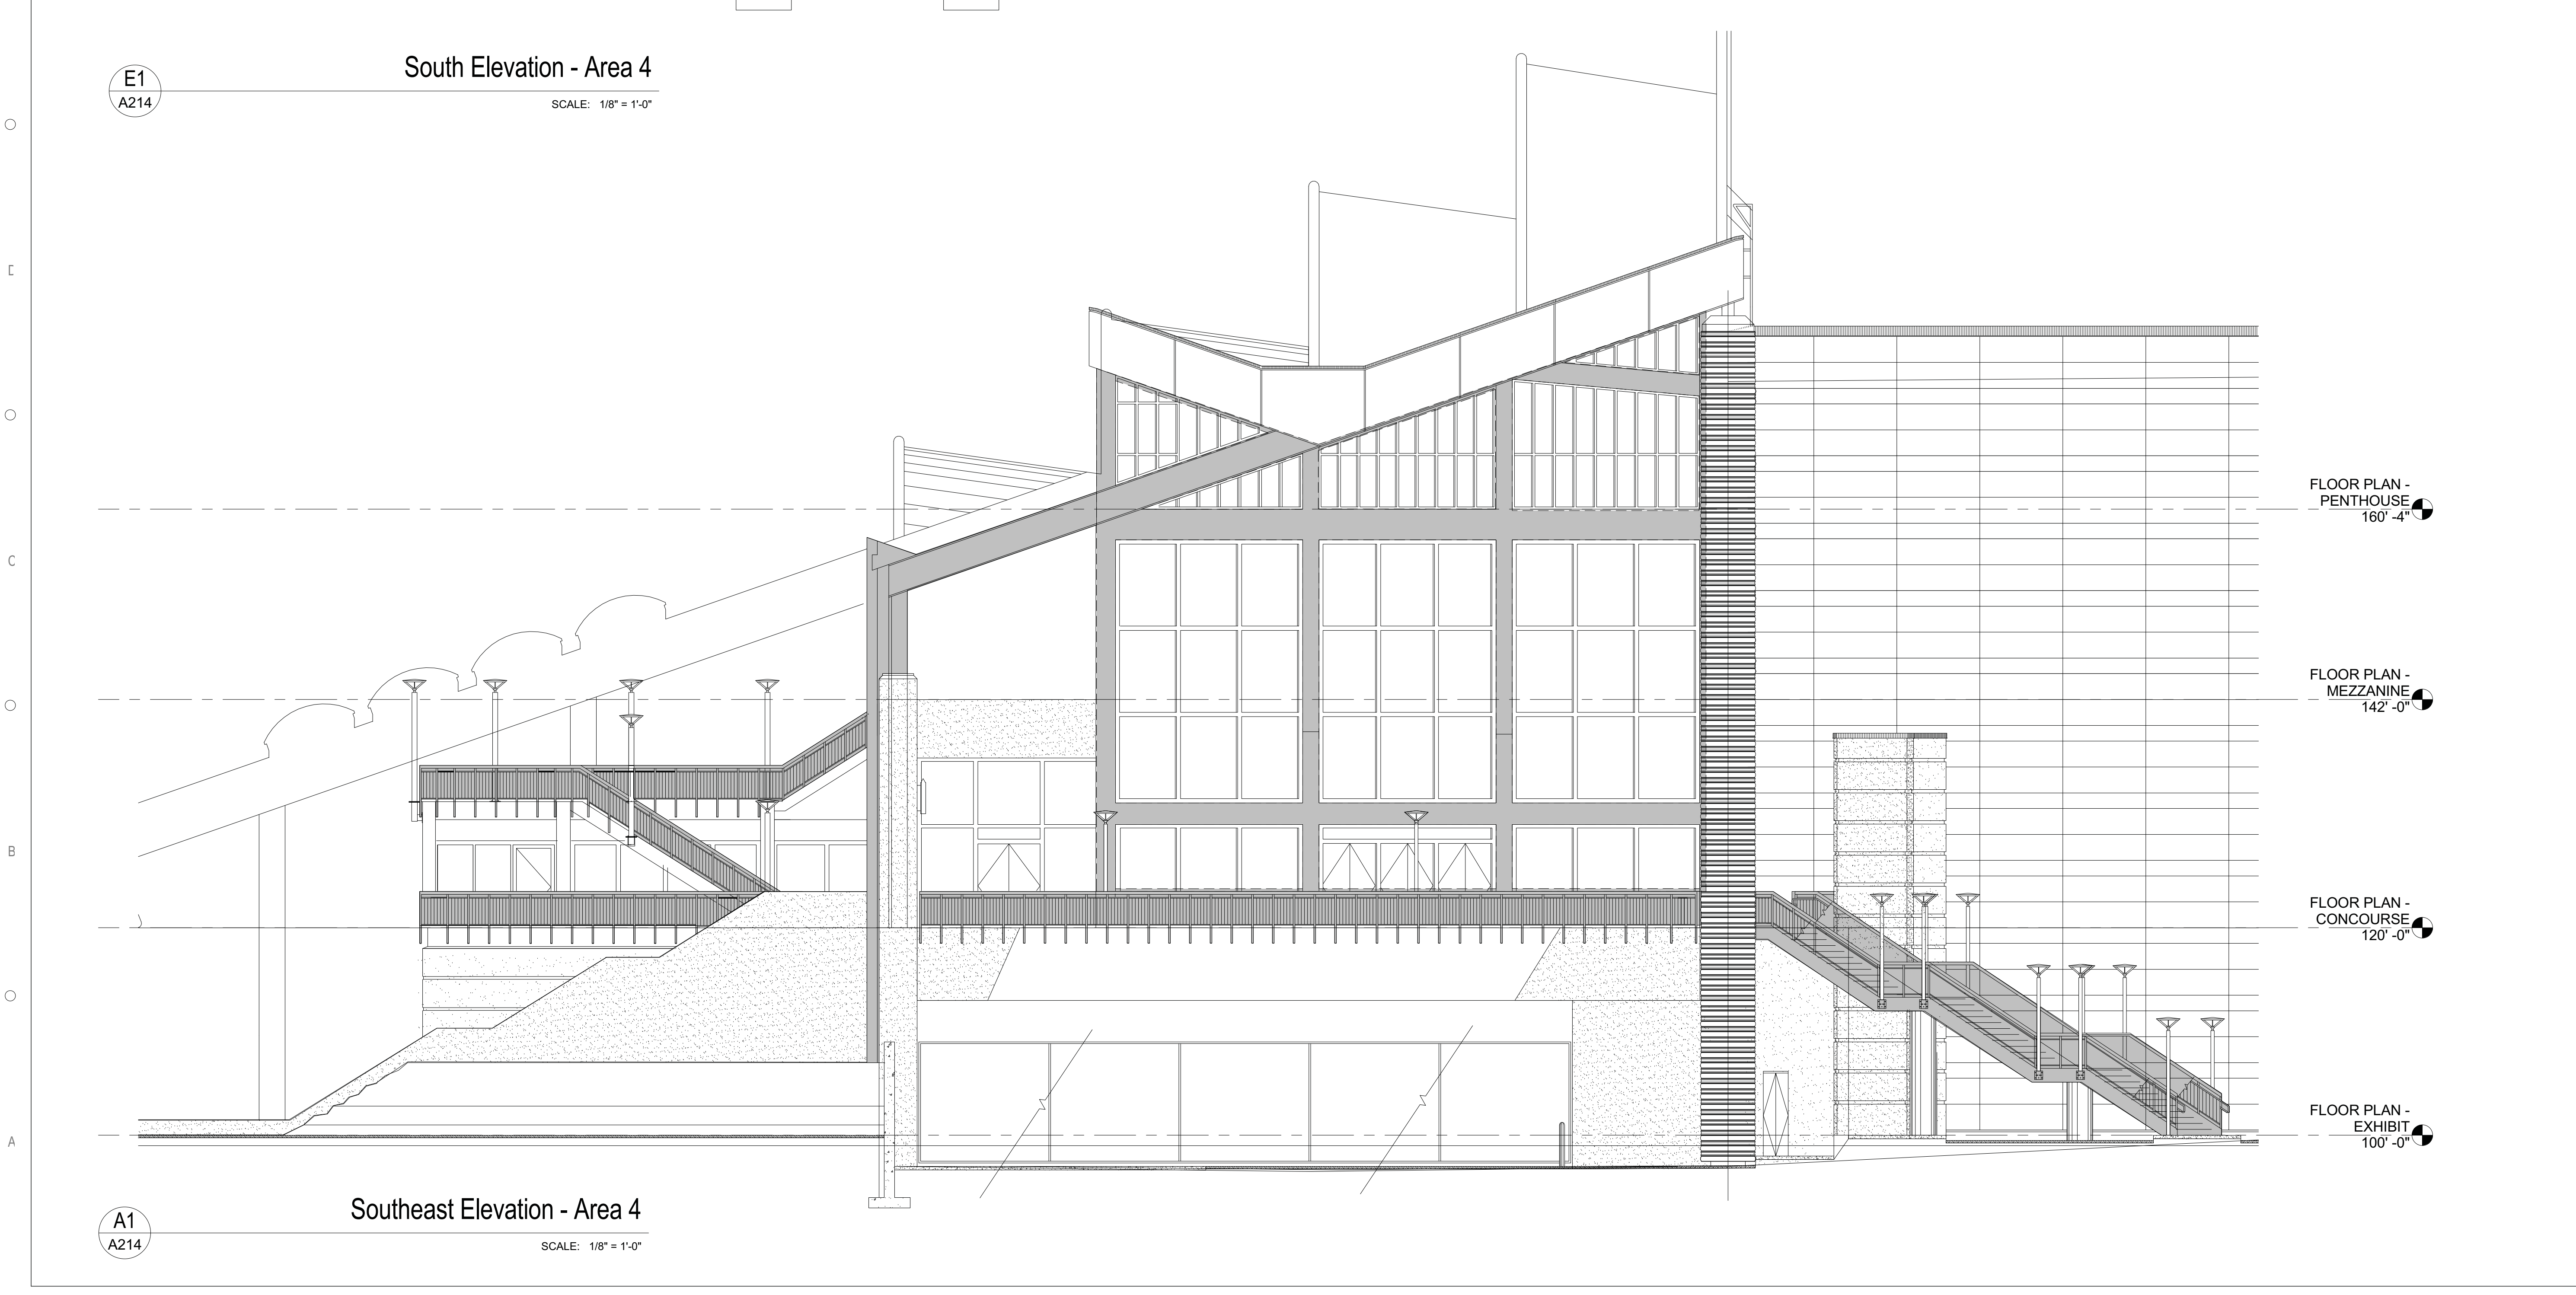 E1
A214
South Elevation - Area 4
SCALE: 1/8" = 1'-0"
D
C
B
A
FLOOR PLAN -
PENTHOUSE
160' -4"
FLOOR PLAN -
MEZZANINE
142' -0"
FLOOR PLAN -
CONCOURSE
120' -0"
FLOOR PLAN -
EXHIBIT
100' -0"
A1
A214
Southeast Elevation - Area 4
SCALE: 1/8" = 1'-0"